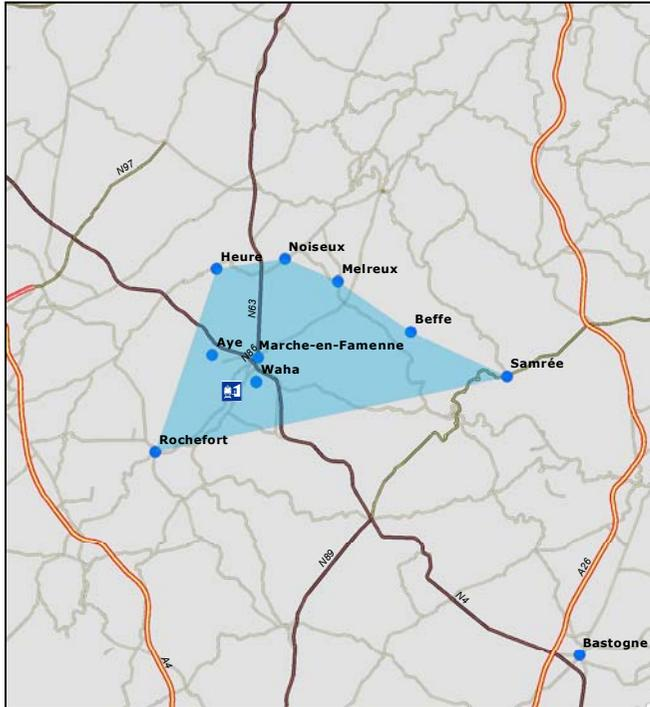 N97
Heure
Noiseux
Melreux
N63
Beffe
Aye
N86
Marche-en-Famenne
Waha
Samrée
Rochefort
N89
A26
N4
Bastogne
A4